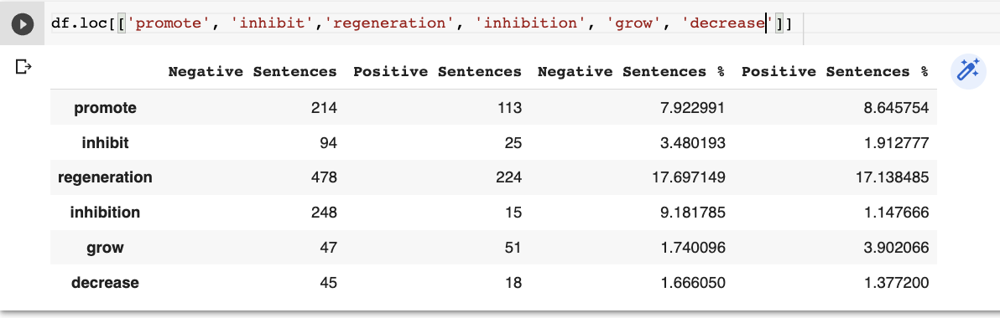 df.loc[['promote', 'inhibit','regeneration', 'inhibition', 'grow', 'decrease']]
Negative Sentences Positive Sentences Negative Sentences % Positive Sentences %
promote 214 113 7.922991 8.645754
inhibit 94 25 3.480193 1.912777
regeneration 478 224 17.697149 17.138485
inhibition 248 15 9.181785 1.147666
grow 47 51 1.740096 3.902066
decrease 45 18 1.666050 1.377200